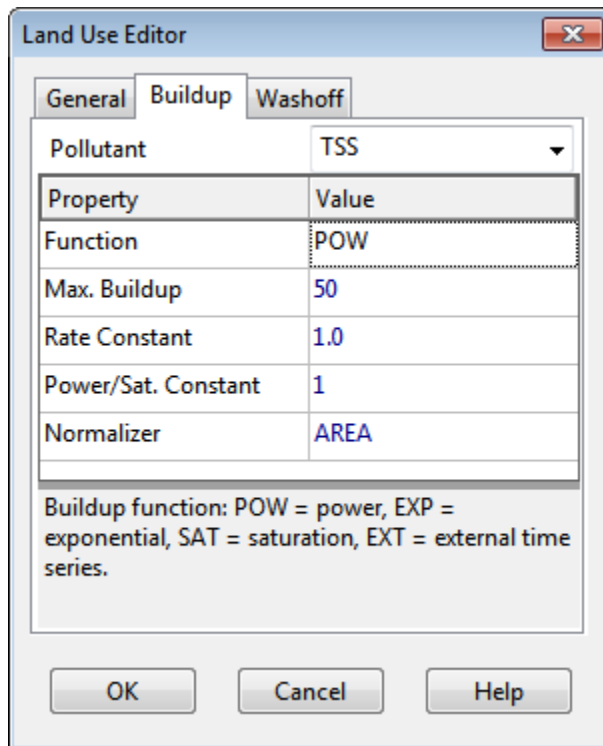 Land Use Editor
General Buildup Washoff
Pollutant TSS
Property Value
Function POW
Max. Buildup 50
Rate Constant 1.0
Power/Sat. Constant 1
Normalizer AREA
Buildup function: POW = power, EXP =
exponential, SAT = saturation, EXT = external time
series.
OK Cancel Help